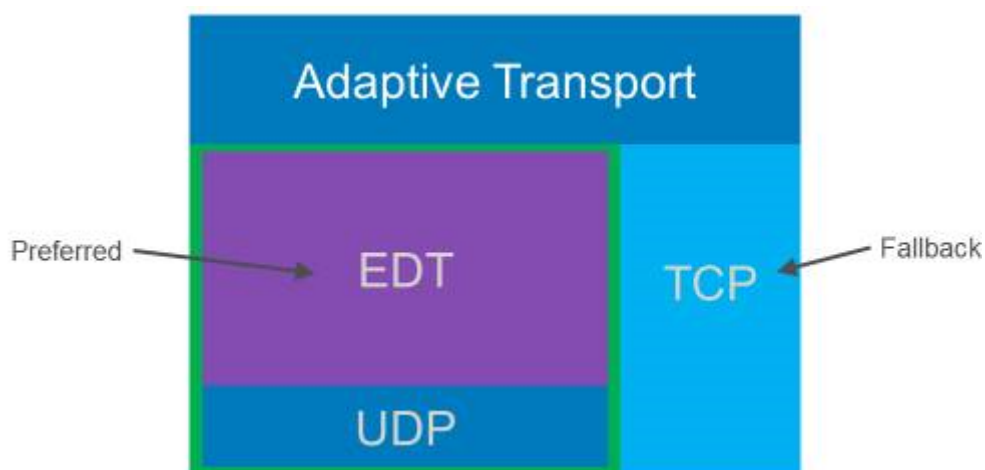 Adaptive Transport
Preferred
EDT
TCP
Fallback
UDP